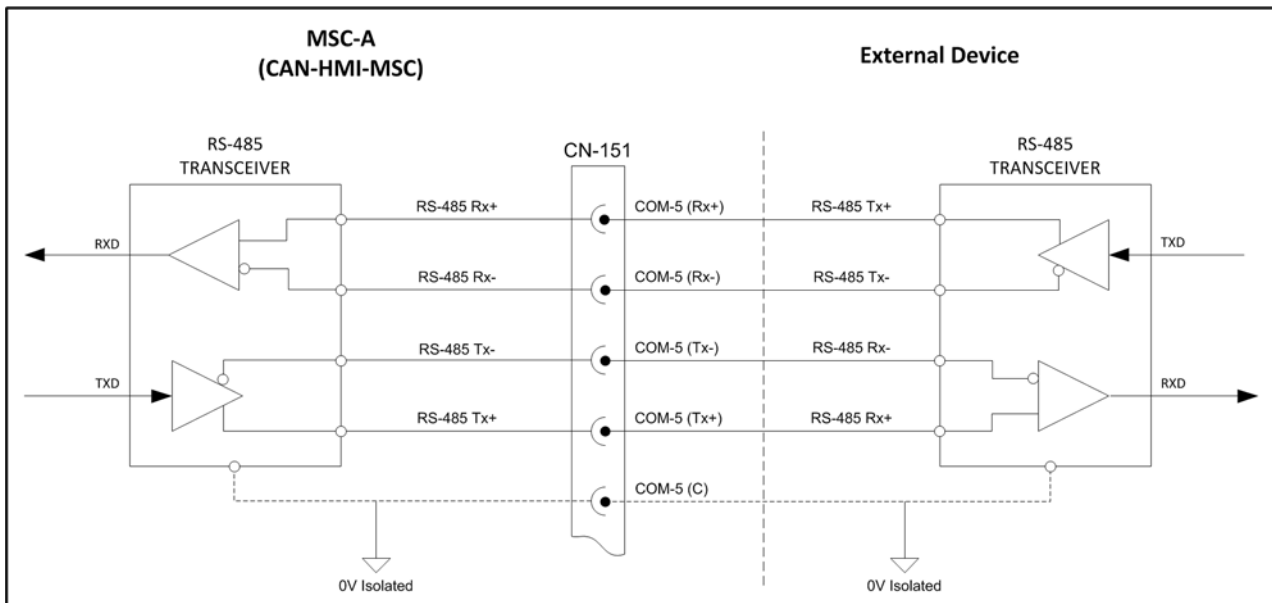 MSC-A
(CAN-HMI-MSC)
External Device
RS-485
TRANSCEIVER
CN-151
RS-485
TRANSCEIVER
RS-485 Rx+
COM-5 (Rx+)
RS-485 Tx+
RXD
TXD
RS-485 Rx-
COM-5 (Rx-)
RS-485 Tx-
RS-485 Tx-
COM-5 (Tx-)
RS-485 Rx-
TXD
RXD
RS-485 Tx+
COM-5 (Tx+)
RS-485 Rx+
COM-5 (C)
0V Isolated
0V Isolated